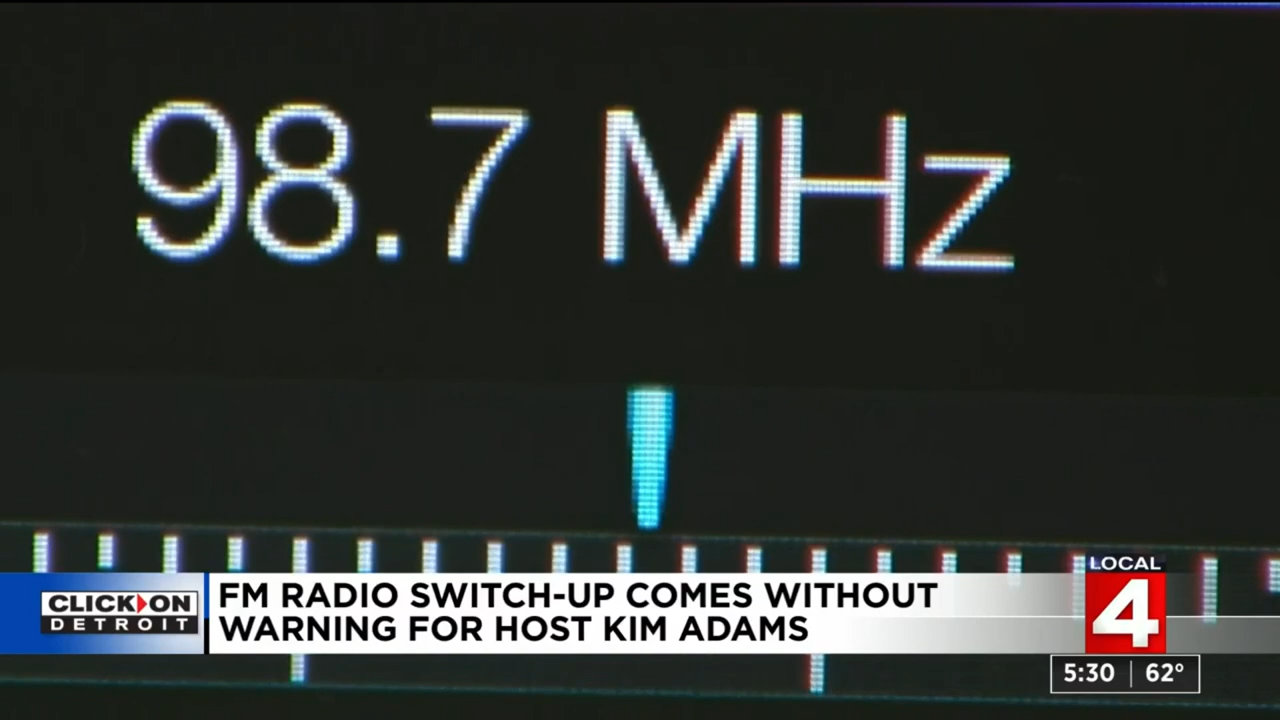 98.7 MHz
CLICK ON
DETROIT
FM RADIO SWITCH-UP COMES WITHOUT
WARNING FOR HOST KIM ADAMS
LOCAL
4
5:30 62°